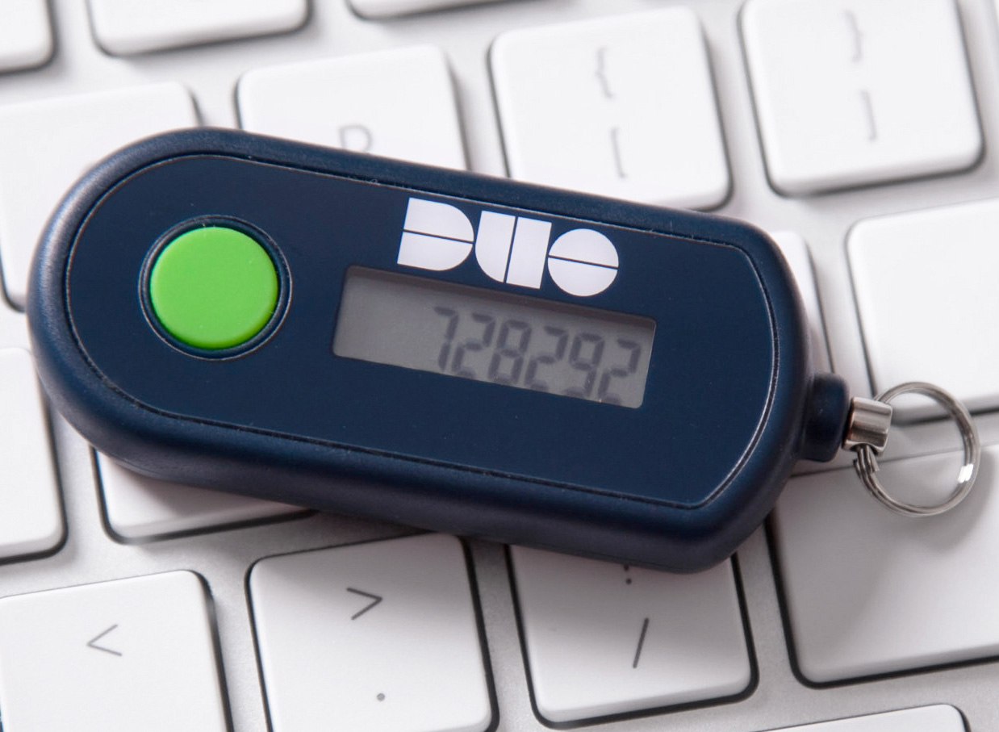 P { }
[ ]
DUO
728292
< > ?
. /